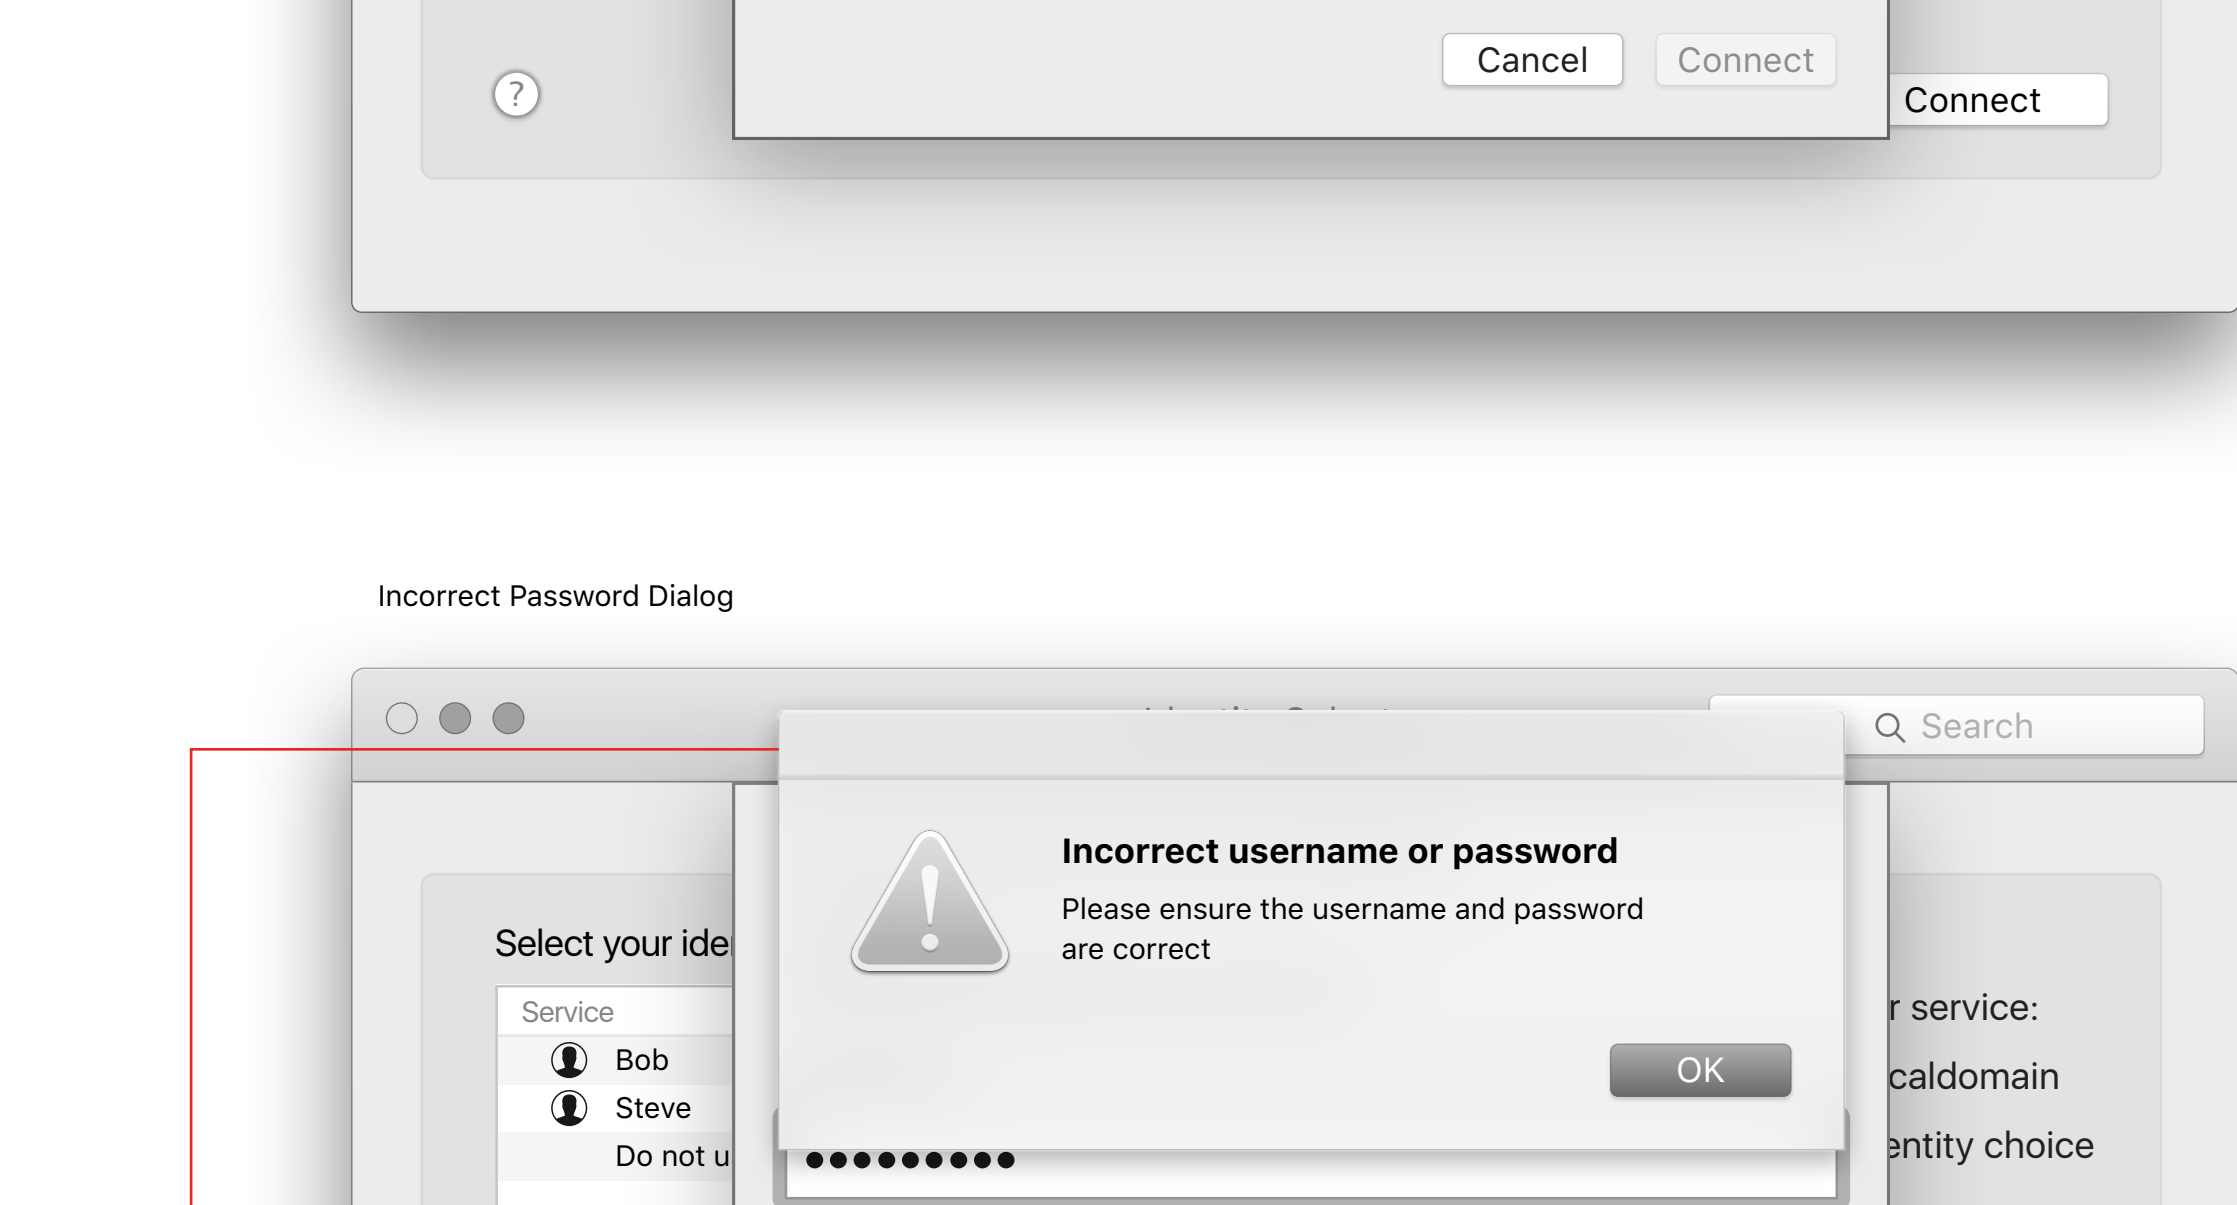 Cancel
Connect
?
Connect
Incorrect Password Dialog
Search
Incorrect username or password
Please ensure the username and password
are correct
Select your
Service
r service:
Bob
OK
caldomain
Steve
Do not
entity choice
●●●●●●●●●